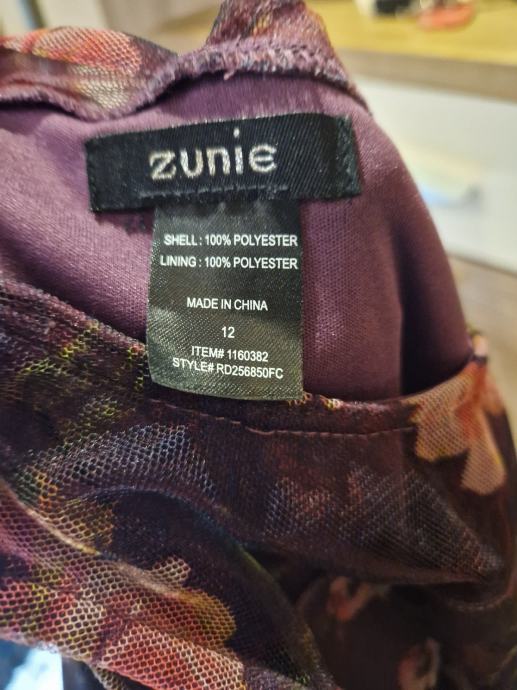 zunie
SHELL : 100% POLYESTER
LINING : 100% POLYESTER
MADE IN CHINA
12
ITEM# 1160382
STYLE# RD256850FC